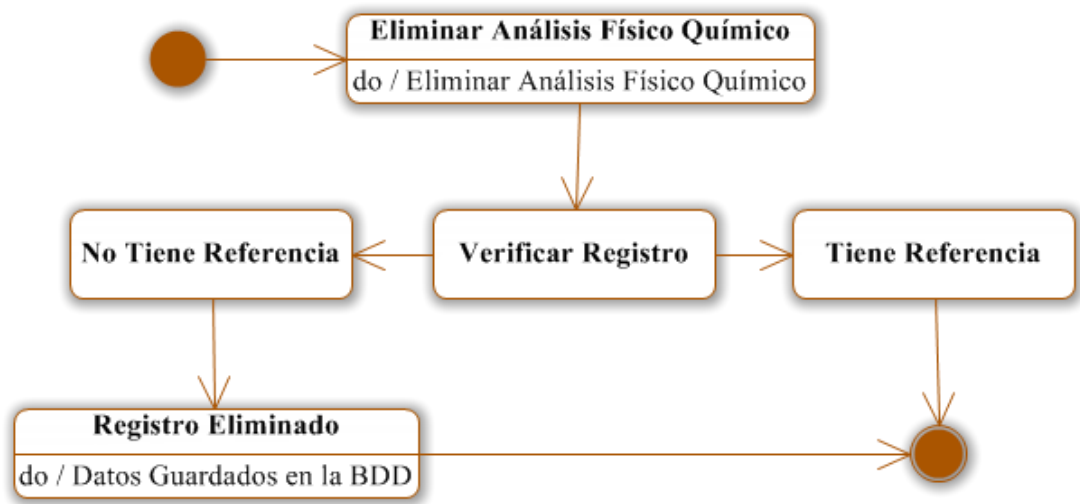 Eliminar Análisis Físico Químico
do / Eliminar Análisis Físico Químico
No Tiene Referencia
Verificar Registro
Tiene Referencia
Registro Eliminado
do / Datos Guardados en la BDD